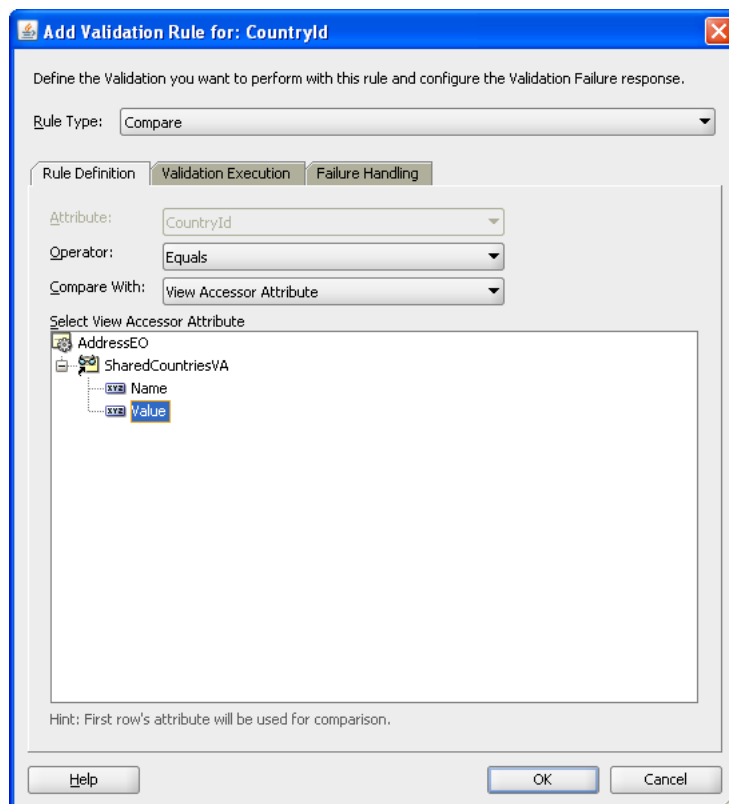 Add Validation Rule for: CountryId
Define the Validation you want to perform with this rule and configure the Validation Failure response.
Rule Type: Compare
Rule Definition Validation Execution Failure Handling
Attribute: CountryId
Operator: Equals
Compare With: View Accessor Attribute
Select View Accessor Attribute
AddressEO
SharedCountriesVA
XYZ Name
XYZ Value
Hint: First row's attribute will be used for comparison.
Help OK Cancel